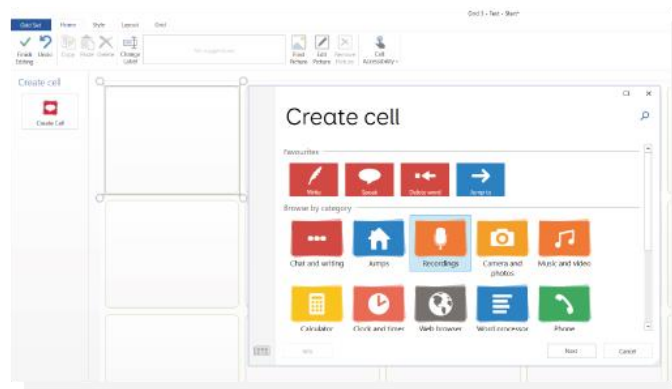 Grid 3 - Test - Start*
Grid Set Home Style Layout Grid
Finish Editing
Undo
Copy
Paste
Delete
Change Label
Find Picture
Edit Picture
Remove Picture
Cell Accessibility
Create cell
Create Cell
Create cell
Favourites
Write Speak Delete word Jump to
Browse by category
Chat and writing Jumps Recordings Camera and photos Music and video
Calculator Clock and timer Web browser Word processor Phone
Next Cancel